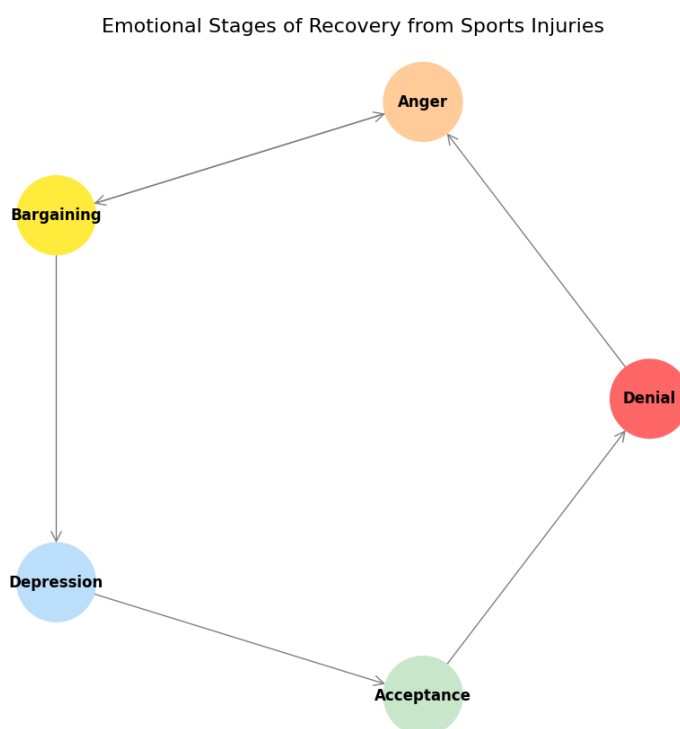 Emotional Stages of Recovery from Sports Injuries
Anger
Bargaining
Denial
Depression
Acceptance